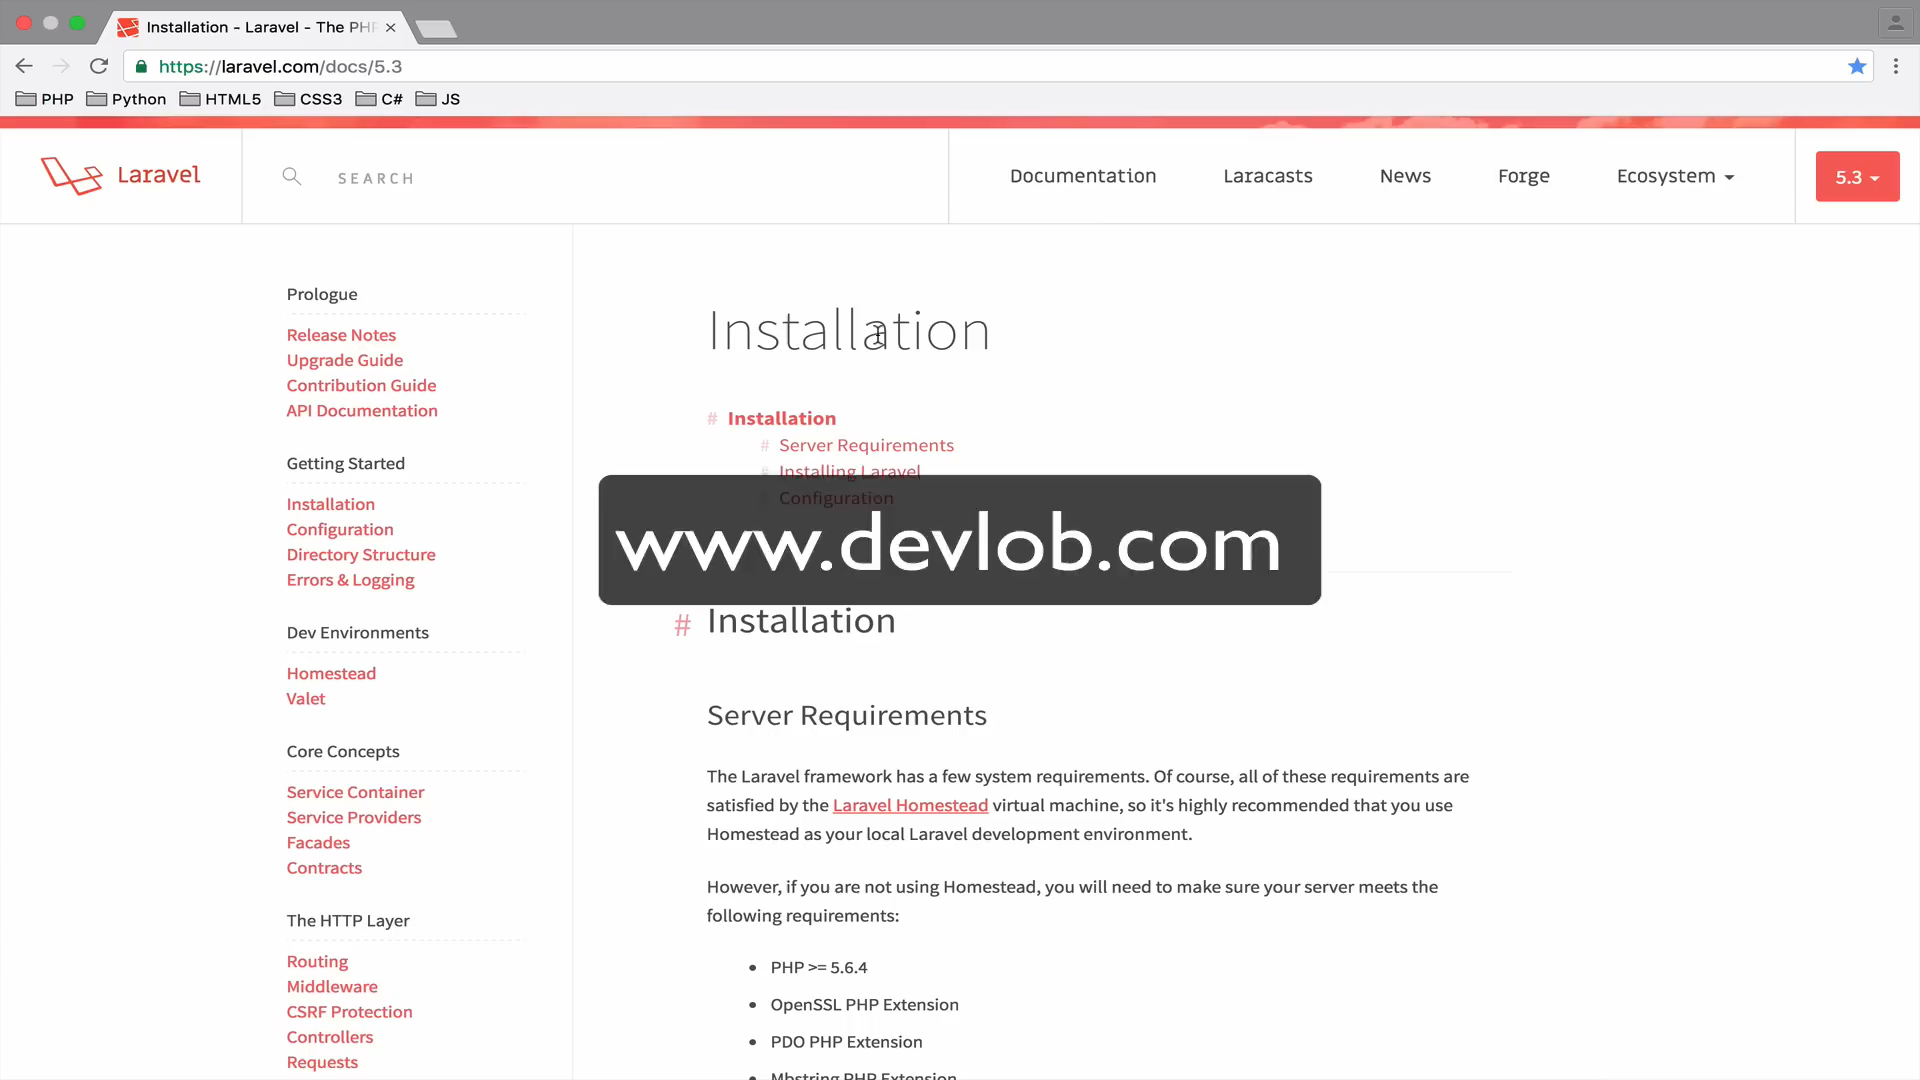 Installation - Laravel - The PHP
https://laravel.com/docs/5.3
PHP Python HTML5 CSS3 C# JS
Laravel
SEARCH
Documentation Laracasts News Forge Ecosystem
5.3
Prologue
Release Notes
Upgrade Guide
Contribution Guide
API Documentation
Getting Started
Installation
Configuration
Directory Structure
Errors & Logging
Dev Environments
Homestead
Valet
Core Concepts
Service Container
Service Providers
Facades
Contracts
The HTTP Layer
Routing
Middleware
CSRF Protection
Controllers
Requests
Installation
# Installation
# Server Requirements
# Installing Laravel
# Configuration
www.devlob.com
# Installation
Server Requirements
The Laravel framework has a few system requirements. Of course, all of these requirements are
satisfied by the Laravel Homestead virtual machine, so it's highly recommended that you use
Homestead as your local Laravel development environment.
However, if you are not using Homestead, you will need to make sure your server meets the
following requirements:
• PHP >= 5.6.4
• OpenSSL PHP Extension
• PDO PHP Extension
• Mbstring PHP Extension